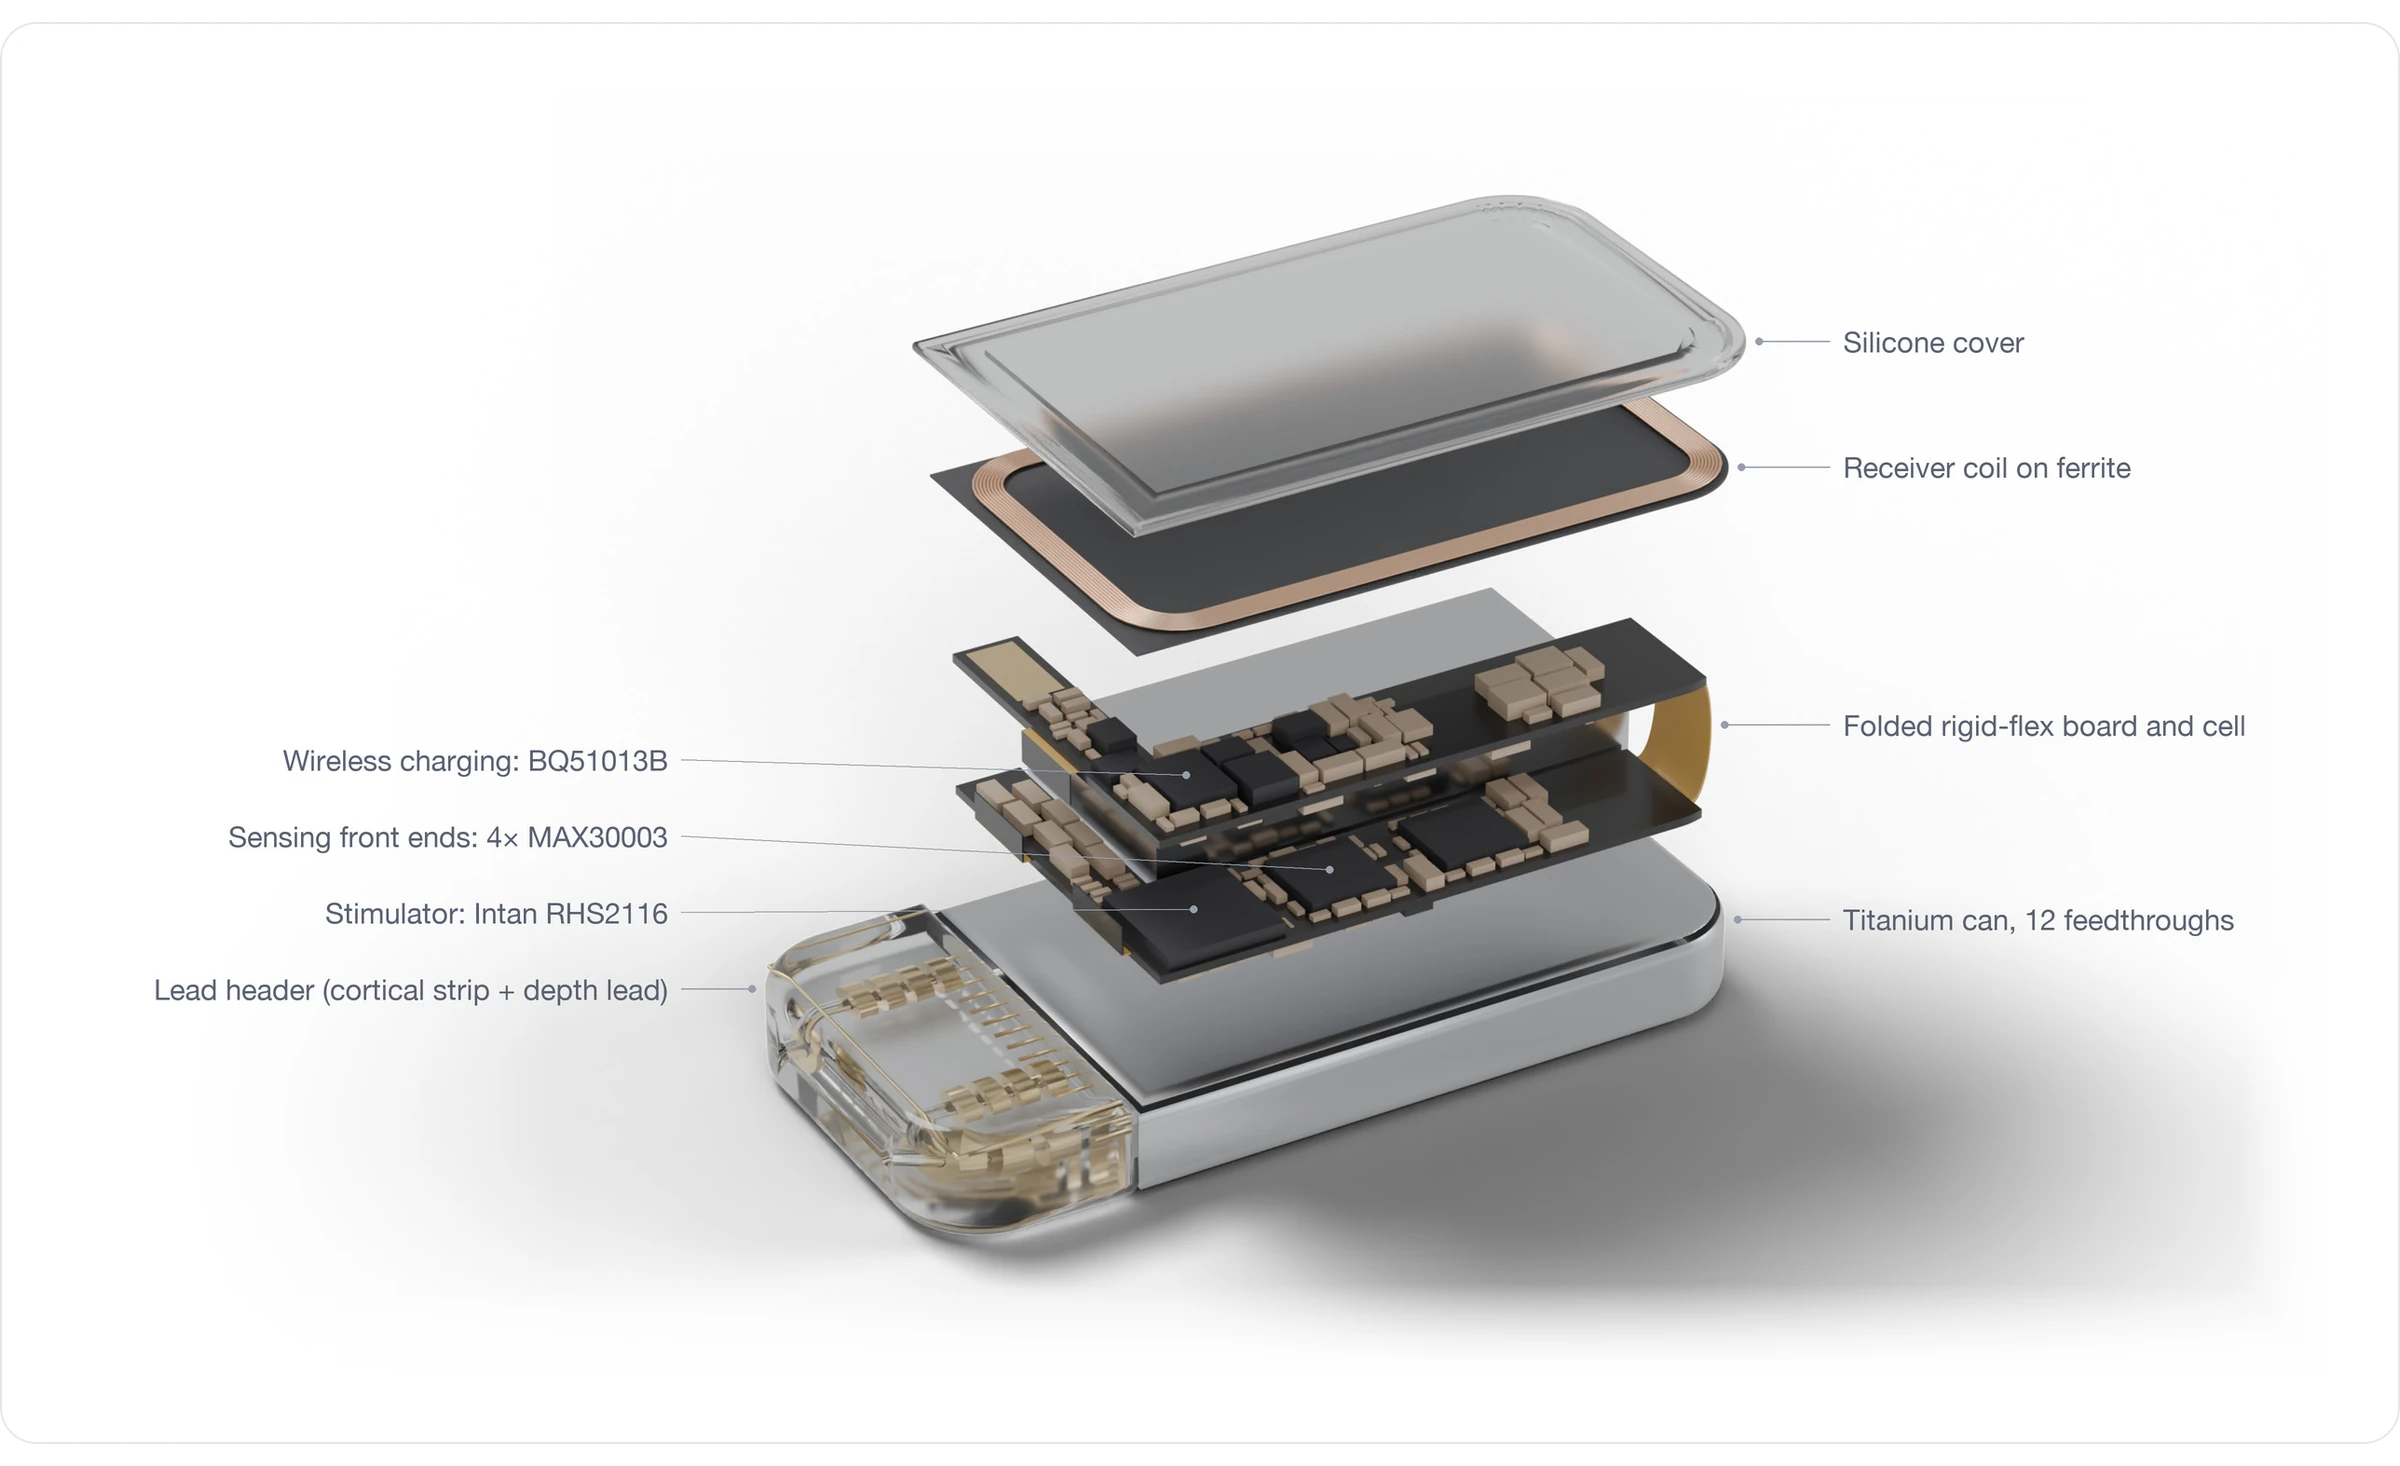 Silicone cover
Receiver coil on ferrite
Folded rigid-flex board and cell
Wireless charging: BQ51013B
Sensing front ends: 4× MAX30003
Stimulator: Intan RHS2116
Titanium can, 12 feedthroughs
Lead header (cortical strip + depth lead)